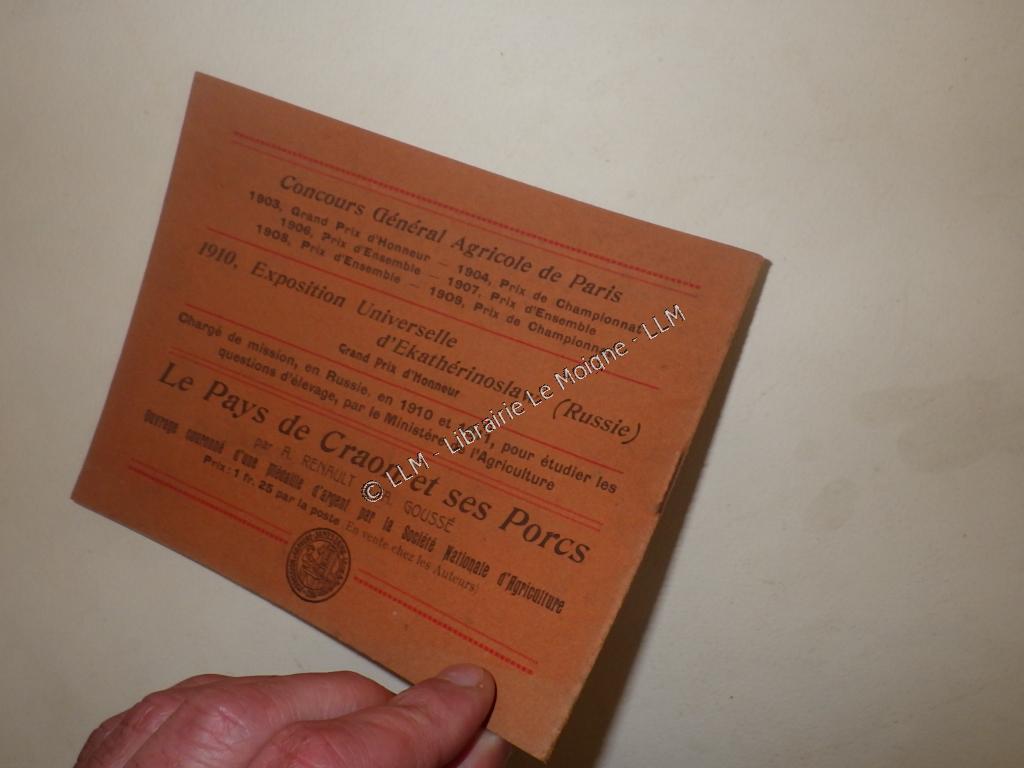 Concours Général Agricole de Paris
1903, Grand Prix d'Honneur — 1904, Prix de Championnat
1906, Prix d'Ensemble — 1907, Prix d'Ensemble
1908, Prix d'Ensemble — 1909, Prix de Championnat
1910, Exposition Universelle
d'Ekathérinoslaw (Russie)
Grand Prix d'Honneur
Chargé de mission, en Russie, en 1910 et 1911, pour étudier les
questions d'élevage, par le Ministère de l'Agriculture
Le Pays de Craon et ses Porcs
par A. RENAULT GOUSSÉ
Ouvrage couronné d'une médaille d'argent par la Société Nationale d'Agriculture
Prix: 1 fr. 25 par la poste (En vente chez les Auteurs)
© LLM - Librairie Le Moigne - LLM